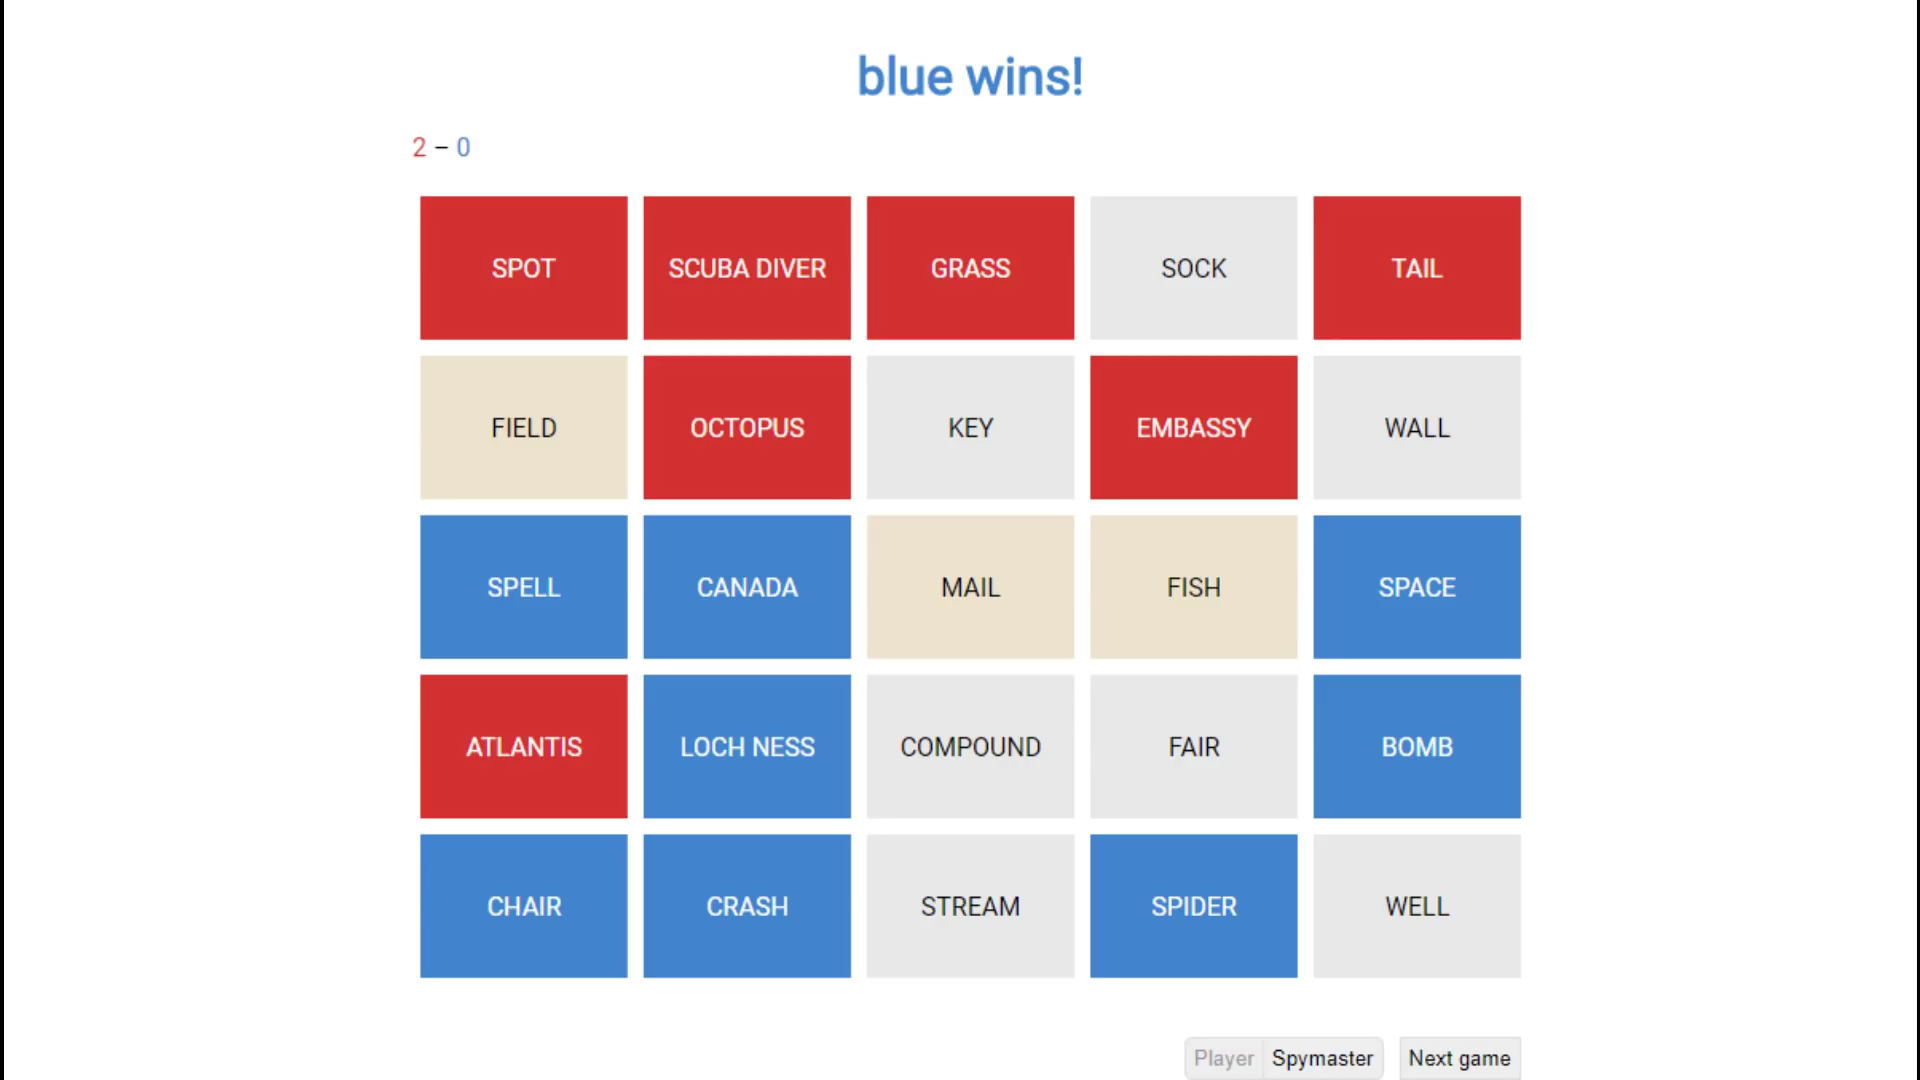 blue wins!
2 – 0
SPOT SCUBA DIVER GRASS SOCK TAIL
FIELD OCTOPUS KEY EMBASSY WALL
SPELL CANADA MAIL FISH SPACE
ATLANTIS LOCH NESS COMPOUND FAIR BOMB
CHAIR CRASH STREAM SPIDER WELL
Player Spymaster Next game